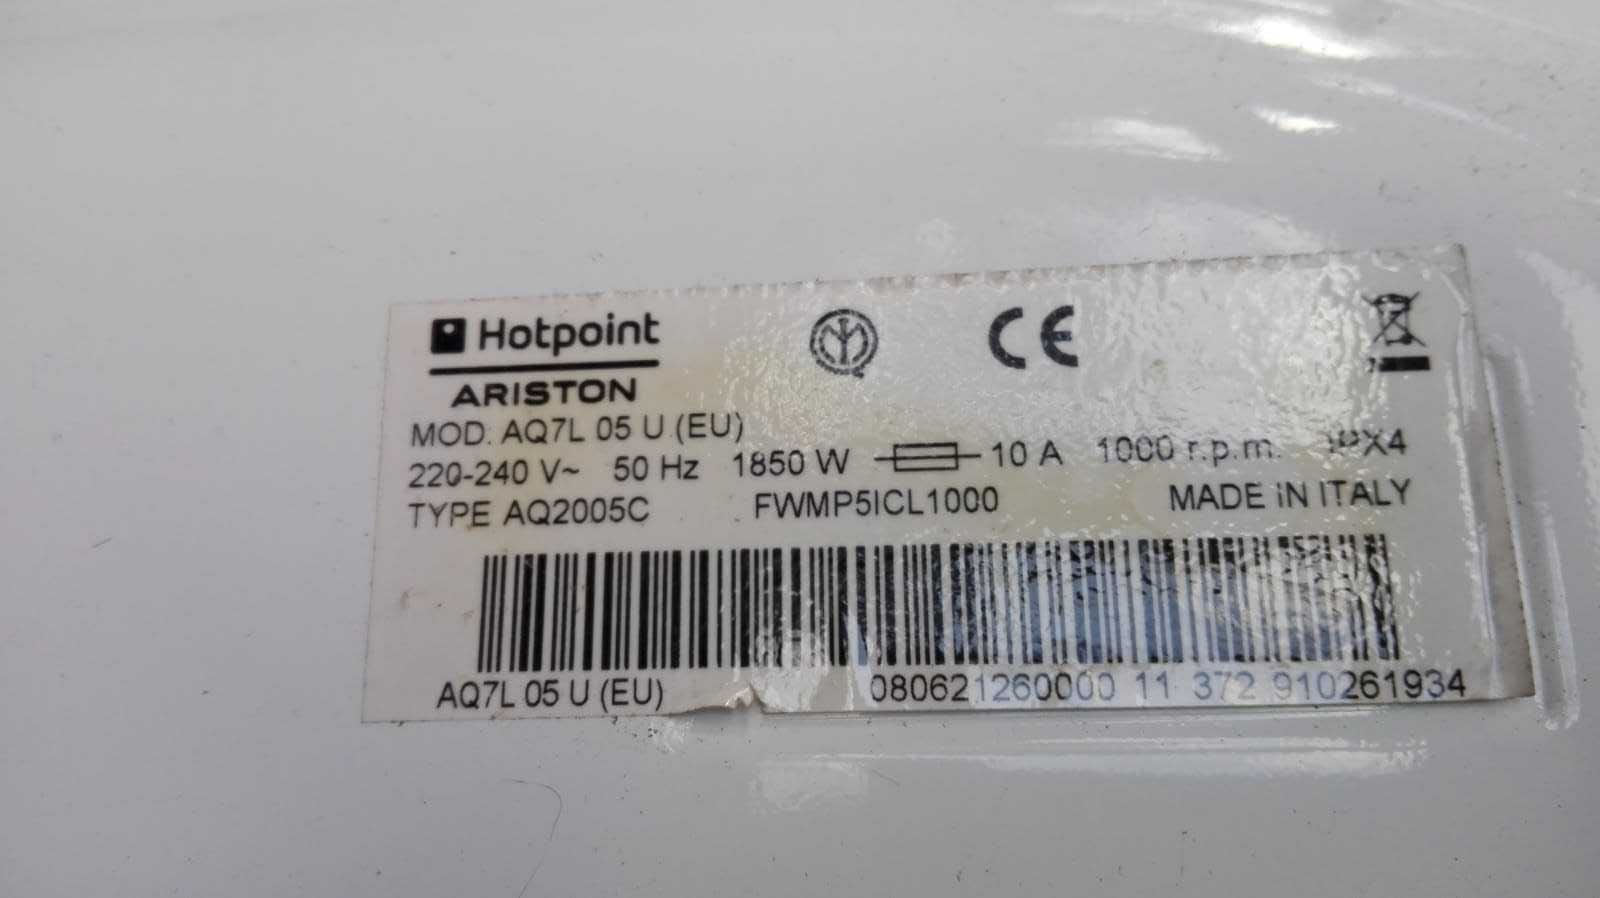 Hotpoint
ARISTON
CE
MOD. AQ7L 05 U (EU)
220-240 V~ 50 Hz 1850 W 10 A 1000 r.p.m. IPX4
TYPE AQ2005C FWMP5ICL1000 MADE IN ITALY
AQ7L 05 U (EU) 080621260000 11 372 910261934